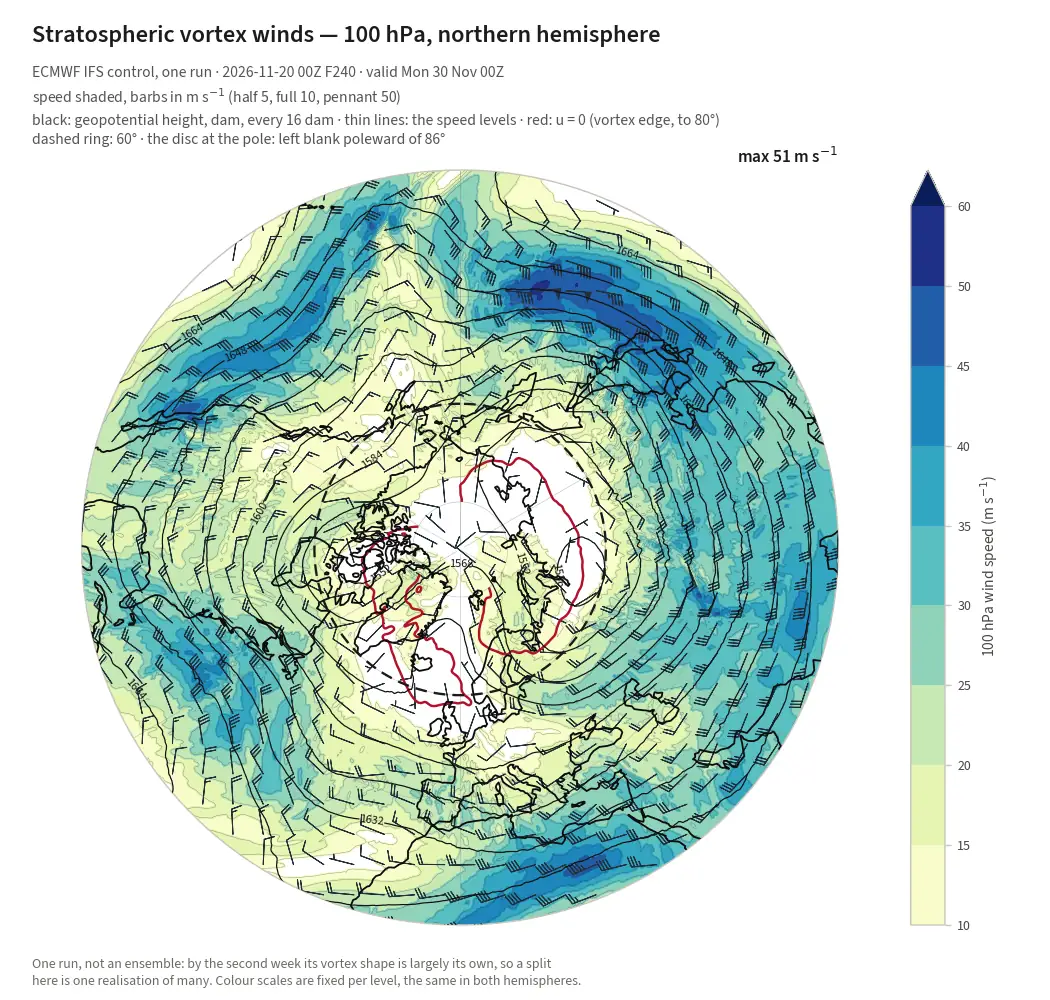 Stratospheric vortex winds — 100 hPa, northern hemisphere
ECMWF IFS control, one run · 2026-11-20 00Z F240 · valid Mon 30 Nov 00Z
speed shaded, barbs in m s⁻¹ (half 5, full 10, pennant 50)
black: geopotential height, dam, every 16 dam · thin lines: the speed levels · red: u = 0 (vortex edge, to 80°)
dashed ring: 60° · the disc at the pole: left blank poleward of 86°
max 51 m s⁻¹
1664
1664
1648
1584
1600
1568
1632
60
50
45
40
35
30
25
20
15
10
100 hPa wind speed (m s⁻¹)
One run, not an ensemble: by the second week its vortex shape is largely its own, so a split
here is one realisation of many. Colour scales are fixed per level, the same in both hemispheres.